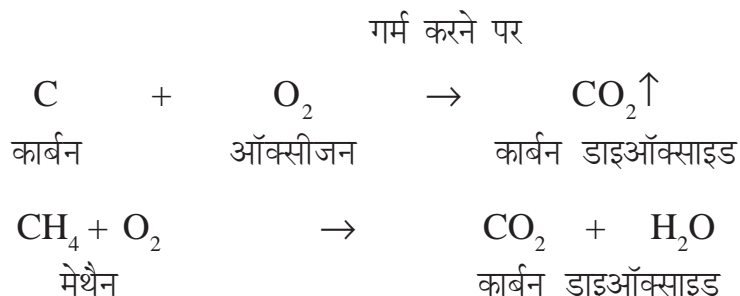 गर्म करने पर
C + O₂ → CO₂↑
कार्बन ऑक्सीजन कार्बन डाइऑक्साइड
CH₄ + O₂ → CO₂ + H₂O
मेथैन कार्बन डाइऑक्साइड